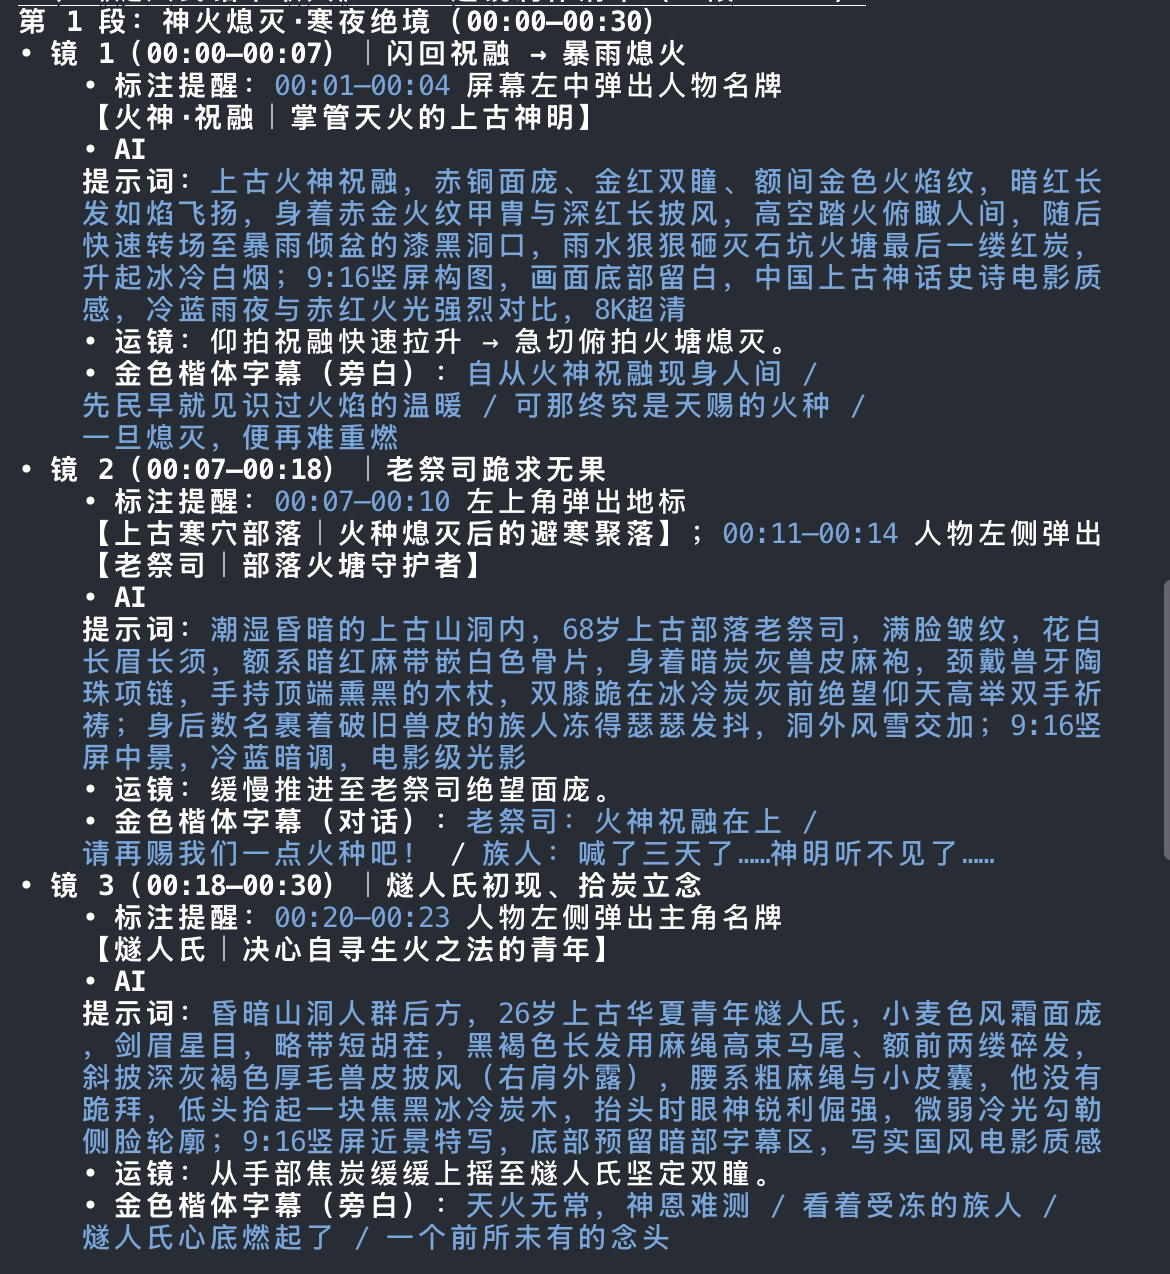 第 1 段：神火熄灭·寒夜绝境（00:00—00:30）
• 镜 1（00:00—00:07）｜闪回祝融 → 暴雨熄火
• 标注提醒：00:01—00:04 屏幕左中弹出人物名牌
【火神·祝融｜掌管天火的上古神明】
• AI
提示词：上古火神祝融，赤铜面庞、金红双瞳、额间金色火焰纹，暗红长
发如焰飞扬，身着赤金火纹甲胄与深红长披风，高空踏火俯瞰人间，随后
快速转场至暴雨倾盆的漆黑洞口，雨水狠狠砸灭石坑火塘最后一缕红炭，
升起冰冷白烟；9:16竖屏构图，画面底部留白，中国上古神话史诗电影质
感，冷蓝雨夜与赤红火光强烈对比，8K超清
• 运镜：仰拍祝融快速拉升 → 急切俯拍火塘熄灭。
• 金色楷体字幕（旁白）：自从火神祝融现身人间 /
先民早就见识过火焰的温暖 / 可那终究是天赐的火种 /
一旦熄灭，便再难重燃
• 镜 2（00:07—00:18）｜老祭司跪求无果
• 标注提醒：00:07—00:10 左上角弹出地标
【上古寒穴部落｜火种熄灭后的避寒聚落】；00:11—00:14 人物左侧弹出
【老祭司｜部落火塘守护者】
• AI
提示词：潮湿昏暗的上古山洞内，68岁上古部落老祭司，满脸皱纹，花白
长眉长须，额系暗红麻带嵌白色骨片，身着暗炭灰兽皮麻袍，颈戴兽牙陶
珠项链，手持顶端熏黑的木杖，双膝跪在冰冷炭灰前绝望仰天高举双手祈
祷；身后数名裹着破旧兽皮的族人冻得瑟瑟发抖，洞外风雪交加；9:16竖
屏中景，冷蓝暗调，电影级光影
• 运镜：缓慢推进至老祭司绝望面庞。
• 金色楷体字幕（对话）：老祭司：火神祝融在上 /
请再赐我们一点火种吧！ / 族人：喊了三天了……神明听不见了……
• 镜 3（00:18—00:30）｜燧人氏初现、拾炭立念
• 标注提醒：00:20—00:23 人物左侧弹出主角名牌
【燧人氏｜决心自寻生火之法的青年】
• AI
提示词：昏暗山洞人群后方，26岁上古华夏青年燧人氏，小麦色风霜面庞
，剑眉星目，略带短胡茬，黑褐色长发用麻绳高束马尾、额前两缕碎发，
斜披深灰褐色厚毛兽皮披风（右肩外露），腰系粗麻绳与小皮囊，他没有
跪拜，低头拾起一块焦黑冰冷炭木，抬头时眼神锐利倔强，微弱冷光勾勒
侧脸轮廓；9:16竖屏近景特写，底部预留暗部字幕区，写实国风电影质感
• 运镜：从手部焦炭缓缓上摇至燧人氏坚定双瞳。
• 金色楷体字幕（旁白）：天火无常，神恩难测 / 看着受冻的族人 /
燧人氏心底燃起了 / 一个前所未有的念头